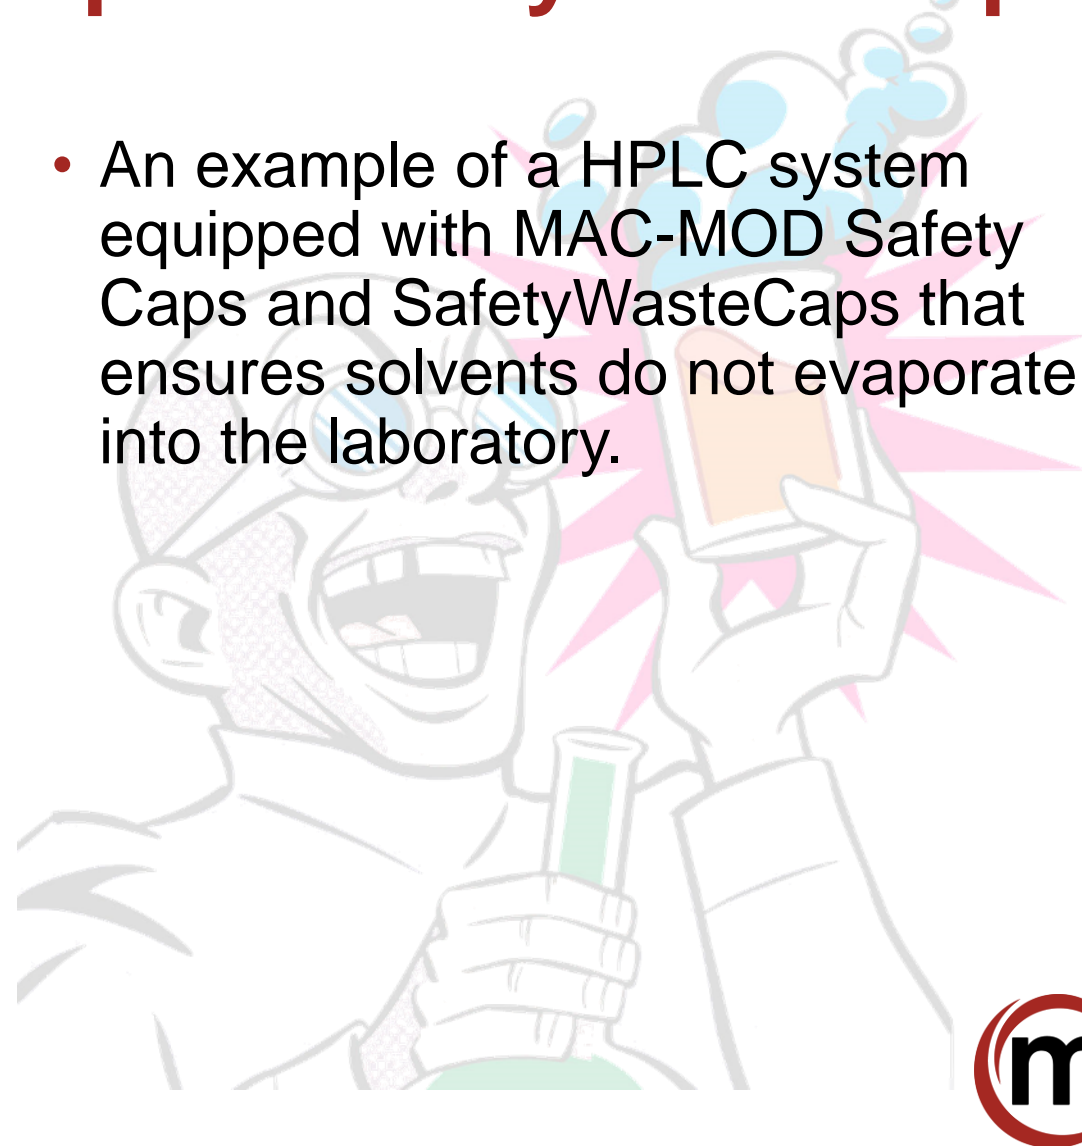 • An example of a HPLC system
equipped with MAC-MOD Safety
Caps and SafetyWasteCaps that
ensures solvents do not evaporate
into the laboratory.
m